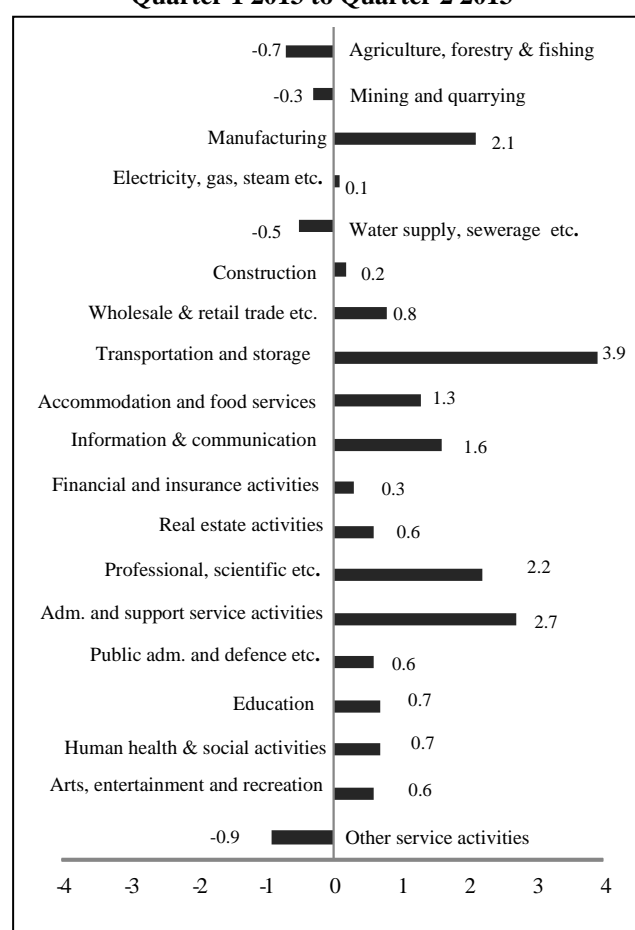 Quarter 1 2015 to Quarter 2 2015
-0.7 Agriculture, forestry & fishing
-0.3 Mining and quarrying
Manufacturing 2.1
Electricity, gas, steam etc. 0.1
-0.5 Water supply, sewerage etc.
Construction 0.2
Wholesale & retail trade etc. 0.8
Transportation and storage 3.9
Accommodation and food services 1.3
Information & communication 1.6
Financial and insurance activities 0.3
Real estate activities 0.6
Professional, scientific etc. 2.2
Adm. and support service activities 2.7
Public adm. and defence etc. 0.6
Education 0.7
Human health & social activities 0.7
Arts, entertainment and recreation 0.6
-0.9 Other service activities
-4 -3 -2 -1 0 1 2 3 4